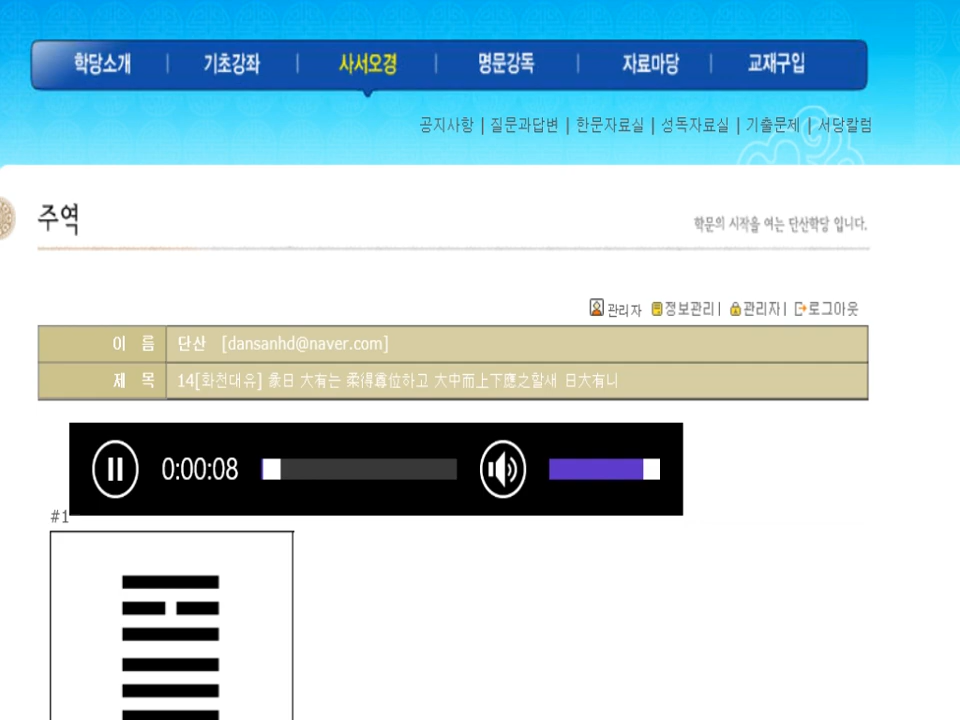 학당소개 | 기초강좌 | 사서오경 | 명문강독 | 자료마당 | 교재구입
공지사항 | 질문과답변 | 한문자료실 | 성독자료실 | 기출문제 | 서당칼럼
주역
학문의 시작을 여는 단산학당 입니다.
관리자 정보관리 | 관리자 | 로그아웃
이 름 단산 [dansanhd@naver.com]
제 목 14[화천대유] 彖曰 大有는 柔得尊位하고 大中而上下應之할새 曰大有니
0:00:08
#1